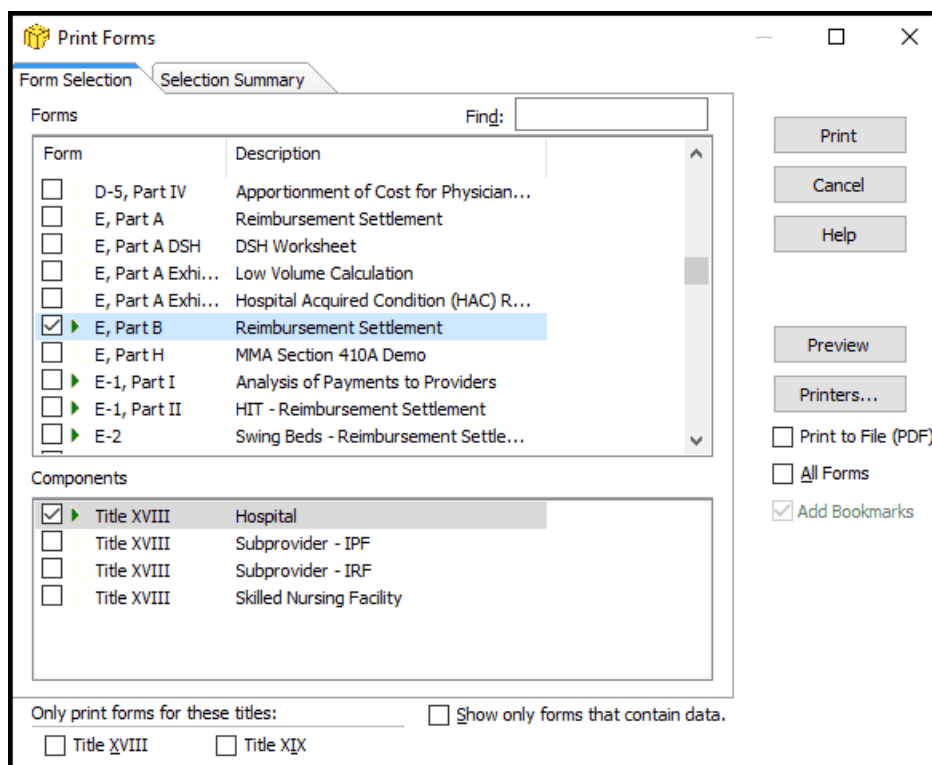 Print Forms
Form Selection Selection Summary
Forms Find:
Form Description
D-5, Part IV Apportionment of Cost for Physician...
E, Part A Reimbursement Settlement
E, Part A DSH DSH Worksheet
E, Part A Exhi... Low Volume Calculation
E, Part A Exhi... Hospital Acquired Condition (HAC) R...
E, Part B Reimbursement Settlement
E, Part H MMA Section 410A Demo
E-1, Part I Analysis of Payments to Providers
E-1, Part II HIT - Reimbursement Settlement
E-2 Swing Beds - Reimbursement Settle...
Print
Cancel
Help
Preview
Printers...
Print to File (PDF)
All Forms
Add Bookmarks
Components
Title XVIII Hospital
Title XVIII Subprovider - IPF
Title XVIII Subprovider - IRF
Title XVIII Skilled Nursing Facility
Only print forms for these titles: Show only forms that contain data.
Title XVIII Title XIX